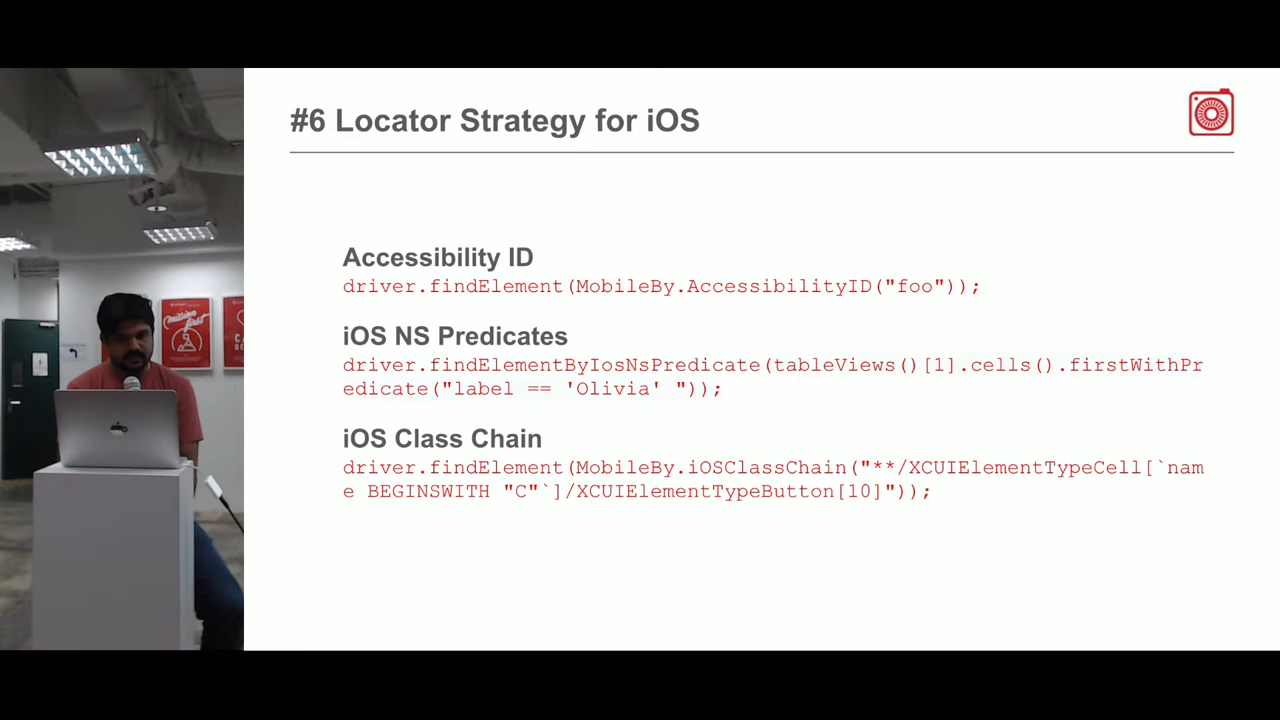 #6 Locator Strategy for iOS
Accessibility ID
driver.findElement(MobileBy.AccessibilityID("foo"));
iOS NS Predicates
driver.findElementByIosNsPredicate(tableViews()[1].cells().firstWithPr
edicate("label == 'Olivia' "));
iOS Class Chain
driver.findElement(MobileBy.iOSClassChain("**/XCUIElementTypeCell[`nam
e BEGINSWITH "C"`]/XCUIElementTypeButton[10]"));